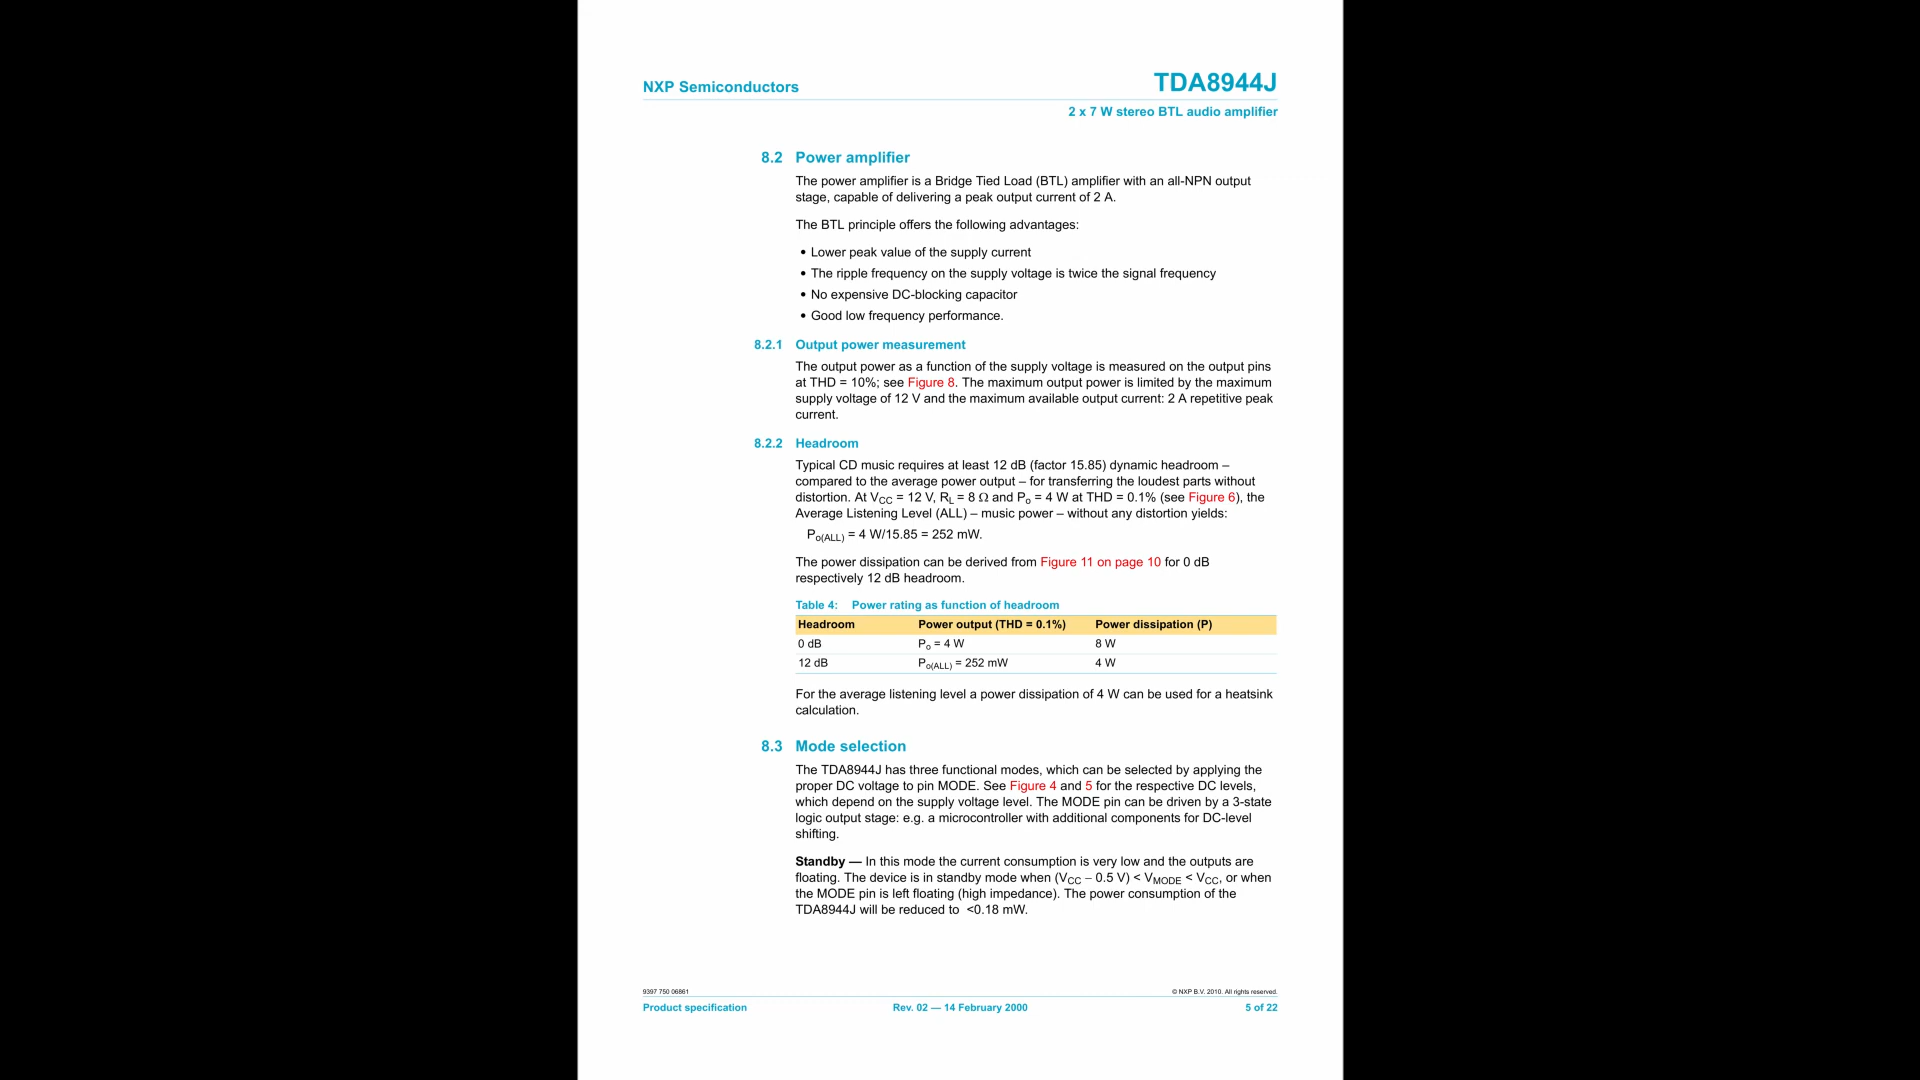 NXP Semiconductors
TDA8944J
2 x 7 W stereo BTL audio amplifier
8.2 Power amplifier
The power amplifier is a Bridge Tied Load (BTL) amplifier with an all-NPN output
stage, capable of delivering a peak output current of 2 A.
The BTL principle offers the following advantages:
• Lower peak value of the supply current
• The ripple frequency on the supply voltage is twice the signal frequency
• No expensive DC-blocking capacitor
• Good low frequency performance.
8.2.1 Output power measurement
The output power as a function of the supply voltage is measured on the output pins
at THD = 10%; see Figure 8. The maximum output power is limited by the maximum
supply voltage of 12 V and the maximum available output current: 2 A repetitive peak
current.
8.2.2 Headroom
Typical CD music requires at least 12 dB (factor 15.85) dynamic headroom –
compared to the average power output – for transferring the loudest parts without
distortion. At VCC = 12 V, RL = 8 Ω and Po = 4 W at THD = 0.1% (see Figure 6), the
Average Listening Level (ALL) – music power – without any distortion yields:
Po(ALL) = 4 W/15.85 = 252 mW.
The power dissipation can be derived from Figure 11 on page 10 for 0 dB
respectively 12 dB headroom.
Table 4: Power rating as function of headroom
Headroom Power output (THD = 0.1%) Power dissipation (P)
0 dB Po = 4 W 8 W
12 dB Po(ALL) = 252 mW 4 W
For the average listening level a power dissipation of 4 W can be used for a heatsink
calculation.
8.3 Mode selection
The TDA8944J has three functional modes, which can be selected by applying the
proper DC voltage to pin MODE. See Figure 4 and 5 for the respective DC levels,
which depend on the supply voltage level. The MODE pin can be driven by a 3-state
logic output stage: e.g. a microcontroller with additional components for DC-level
shifting.
Standby — In this mode the current consumption is very low and the outputs are
floating. The device is in standby mode when (VCC – 0.5 V) < VMODE < VCC, or when
the MODE pin is left floating (high impedance). The power consumption of the
TDA8944J will be reduced to <0.18 mW.
9397 750 06861
© NXP B.V. 2010. All rights reserved.
Product specification
Rev. 02 — 14 February 2000
5 of 22